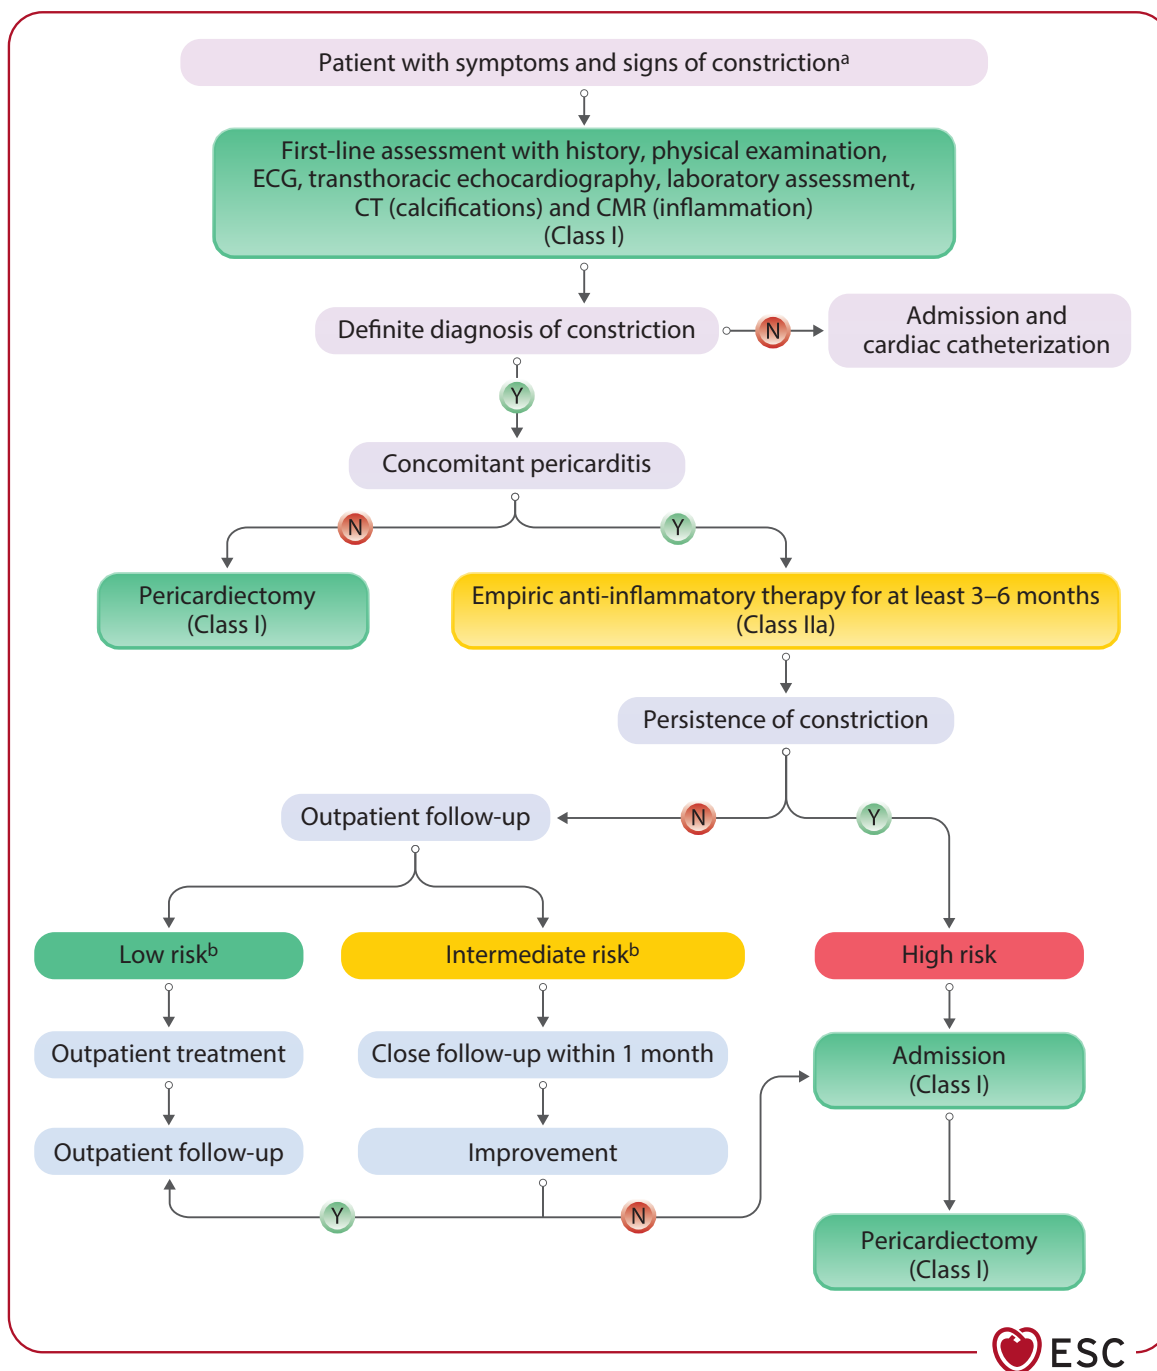 Patient with symptoms and signs of constrictionᵃ
First-line assessment with history, physical examination,
ECG, transthoracic echocardiography, laboratory assessment,
CT (calcifications) and CMR (inflammation)
(Class I)
Definite diagnosis of constriction
N
Admission and
cardiac catheterization
Y
Concomitant pericarditis
N
Y
Pericardiectomy
(Class I)
Empiric anti-inflammatory therapy for at least 3–6 months
(Class IIa)
Persistence of constriction
Outpatient follow-up
N
Y
Low riskᵇ
Intermediate riskᵇ
High risk
Outpatient treatment
Close follow-up within 1 month
Admission
(Class I)
Outpatient follow-up
Improvement
Y
N
Pericardiectomy
(Class I)
ESC